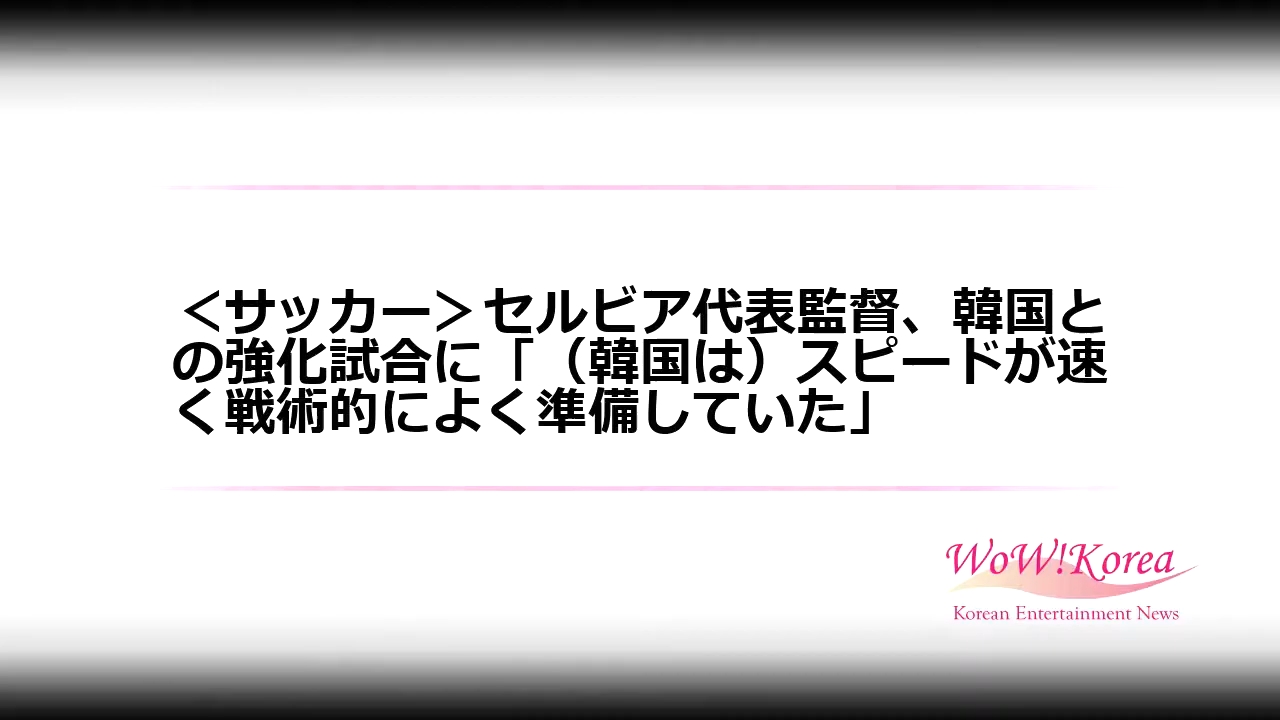 ＜サッカー＞セルビア代表監督、韓国と
の強化試合に「（韓国は）スピードが速
く戦術的によく準備していた」
WoW!Korea
Korean Entertainment News